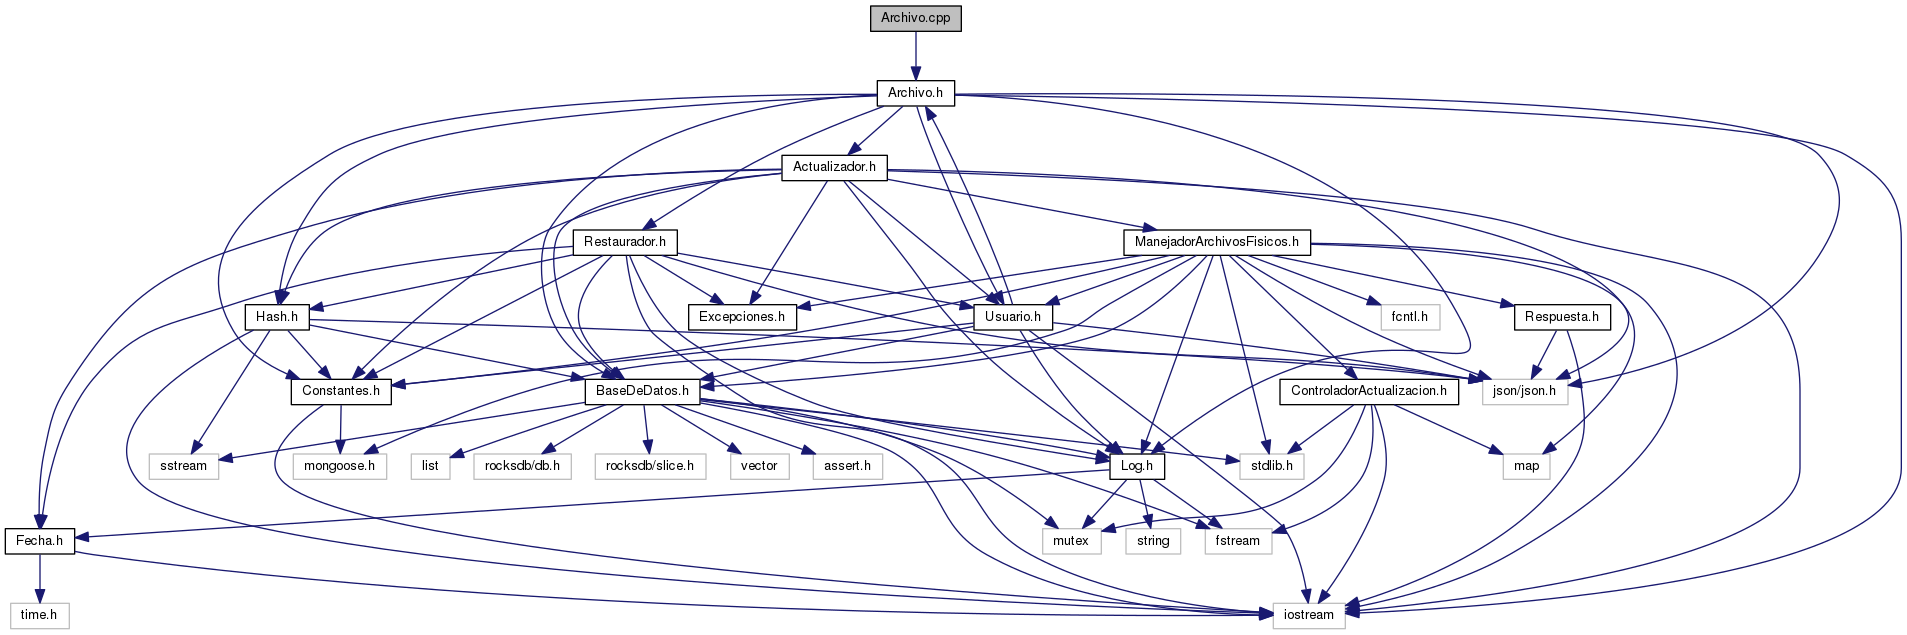 Archivo.cpp
Archivo.h
Actualizador.h
Restaurador.h
ManejadorArchivosFisicos.h
Hash.h
Excepciones.h
Usuario.h
fcntl.h
Respuesta.h
Constantes.h
BaseDeDatos.h
ControladorActualizacion.h
json/json.h
sstream
mongoose.h
list
rocksdb/db.h
rocksdb/slice.h
vector
assert.h
Log.h
stdlib.h
map
Fecha.h
mutex
string
fstream
time.h
iostream